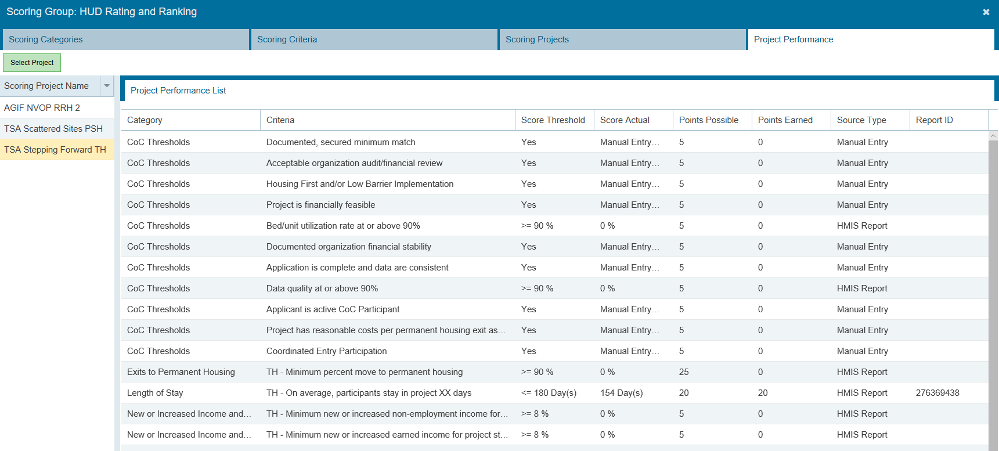 Scoring Group: HUD Rating and Ranking
Scoring Categories Scoring Criteria Scoring Projects Project Performance
Select Project
Scoring Project Name
AGIF NVOP RRH 2
TSA Scattered Sites PSH
TSA Stepping Forward TH
Project Performance List
Category Criteria Score Threshold Score Actual Points Possible Points Earned Source Type Report ID
CoC Thresholds Documented, secured minimum match Yes Manual Entry… 5 0 Manual Entry
CoC Thresholds Acceptable organization audit/financial review Yes Manual Entry… 5 0 Manual Entry
CoC Thresholds Housing First and/or Low Barrier Implementation Yes Manual Entry… 5 0 Manual Entry
CoC Thresholds Project is financially feasible Yes Manual Entry… 5 0 Manual Entry
CoC Thresholds Bed/unit utilization rate at or above 90% >= 90 % 0 % 5 0 HMIS Report
CoC Thresholds Documented organization financial stability Yes Manual Entry… 5 0 Manual Entry
CoC Thresholds Application is complete and data are consistent Yes Manual Entry… 5 0 Manual Entry
CoC Thresholds Data quality at or above 90% >= 90 % 0 % 5 0 HMIS Report
CoC Thresholds Applicant is active CoC Participant Yes Manual Entry… 5 0 Manual Entry
CoC Thresholds Project has reasonable costs per permanent housing exit as… Yes Manual Entry… 5 0 Manual Entry
CoC Thresholds Coordinated Entry Participation Yes Manual Entry… 5 0 Manual Entry
Exits to Permanent Housing TH - Minimum percent move to permanent housing >= 90 % 0 % 25 0 HMIS Report
Length of Stay TH - On average, participants stay in project XX days <= 180 Day(s) 154 Day(s) 20 20 HMIS Report 276369438
New or Increased Income and… TH - Minimum new or increased non-employment income for… >= 8 % 0 % 5 0 HMIS Report
New or Increased Income and… TH - Minimum new or increased earned income for project st… >= 8 % 0 % 5 0 HMIS Report